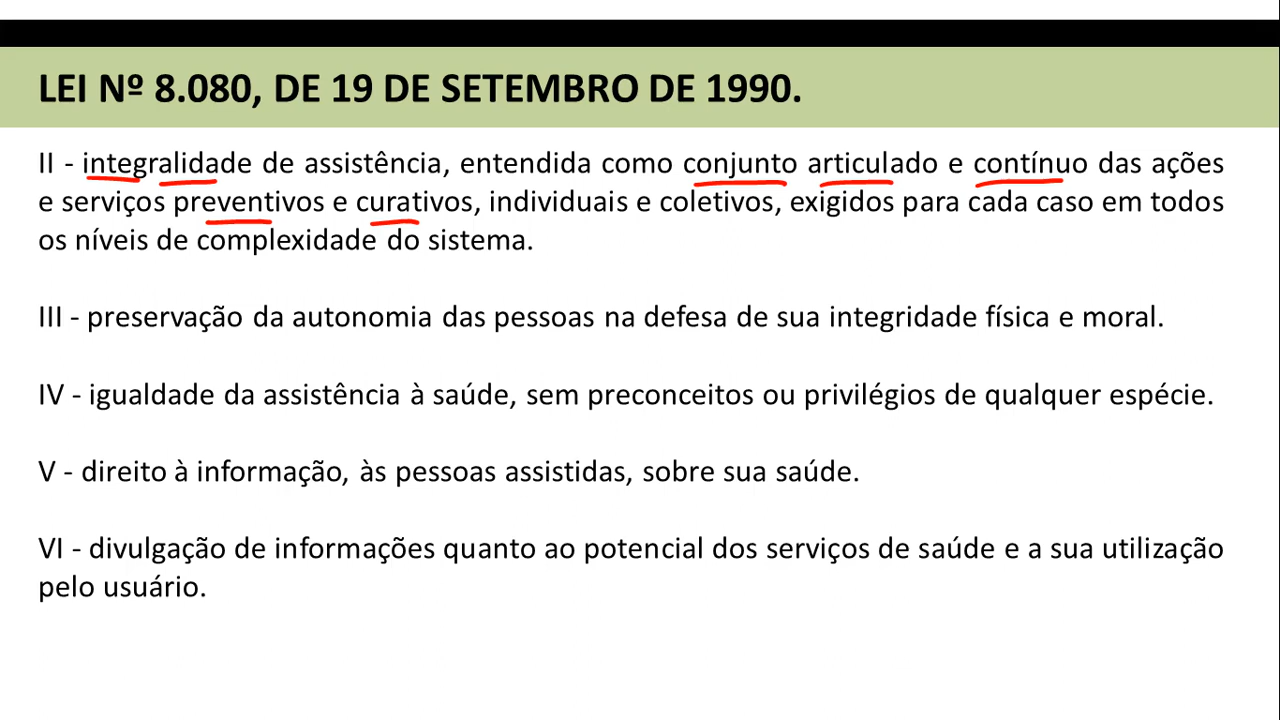 LEI Nº 8.080, DE 19 DE SETEMBRO DE 1990.
II - integralidade de assistência, entendida como conjunto articulado e contínuo das ações
e serviços preventivos e curativos, individuais e coletivos, exigidos para cada caso em todos
os níveis de complexidade do sistema.
III - preservação da autonomia das pessoas na defesa de sua integridade física e moral.
IV - igualdade da assistência à saúde, sem preconceitos ou privilégios de qualquer espécie.
V - direito à informação, às pessoas assistidas, sobre sua saúde.
VI - divulgação de informações quanto ao potencial dos serviços de saúde e a sua utilização
pelo usuário.